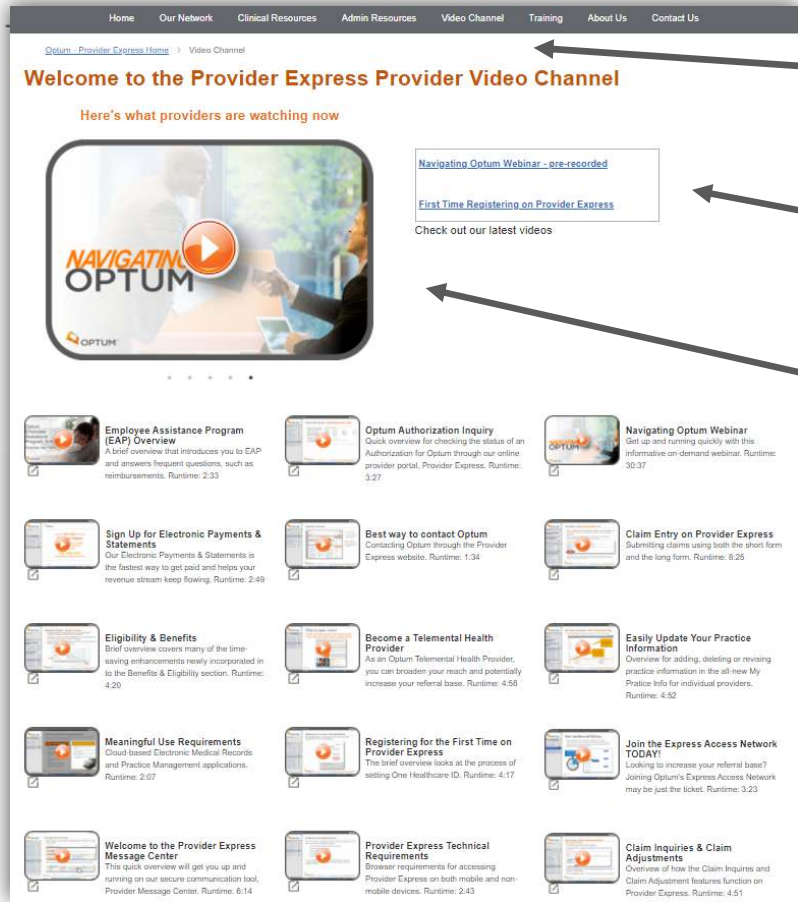 Home Our Network Clinical Resources Admin Resources Video Channel Training About Us Contact Us
Optum - Provider Express Home > Video Channel
Welcome to the Provider Express Provider Video Channel
Here's what providers are watching now
NAVIGATING
OPTUM
OPTUM
Navigating Optum Webinar - pre-recorded
First Time Registering on Provider Express
Check out our latest videos
Employee Assistance Program
(EAP) Overview
A brief overview that introduces you to EAP
and answers frequent questions, such as
reimbursements. Runtime: 2:33
Optum Authorization Inquiry
Quick overview for checking the status of an
Authorization for Optum through our online
provider portal, Provider Express. Runtime:
3:27
OPTUM
Navigating Optum Webinar
Get up and running quickly with this
informative on-demand webinar. Runtime:
30:37
Sign Up for Electronic Payments &
Statements
Our Electronic Payments & Statements is
the fastest way to get paid and helps your
revenue stream keep flowing. Runtime: 2:49
Best way to contact Optum
Contacting Optum through the Provider
Express website. Runtime: 1:34
Claim Entry on Provider Express
Submitting claims using both the short form
and the long form. Runtime: 8:25
Eligibility & Benefits
Brief overview covers many of the time-
saving enhancements newly incorporated in
to the Benefits & Eligibility section. Runtime:
4:20
Become a Telemental Health
Provider
As an Optum Telemental Health Provider,
you can broaden your reach and potentially
increase your referral base. Runtime: 4:58
Easily Update Your Practice
Information
Overview for adding, deleting or revising
practice information in the all-new My
Pratice Info for individual providers.
Runtime: 4:52
Meaningful Use Requirements
Cloud-based Electronic Medical Records
and Practice Management applications.
Runtime: 2:07
Registering for the First Time on
Provider Express
The brief overview looks at the process of
setting One Healthcare ID. Runtime: 4:17
Join the Express Access Network
TODAY!
Looking to increase your referral base?
Joining Optum's Express Access Network
may be just the ticket. Runtime: 3:23
Welcome to the Provider Express
Message Center
This quick overview will get you up and
running on our secure communication tool,
Provider Message Center. Runtime: 6:14
Provider Express Technical
Requirements
Browser requirements for accessing
Provider Express on both mobile and non-
mobile devices. Runtime: 2:43
Claim Inquiries & Claim
Adjustments
Overivew of how the Claim Inquires and
Claim Adjustment features function on
Provider Express. Runtime: 4:51